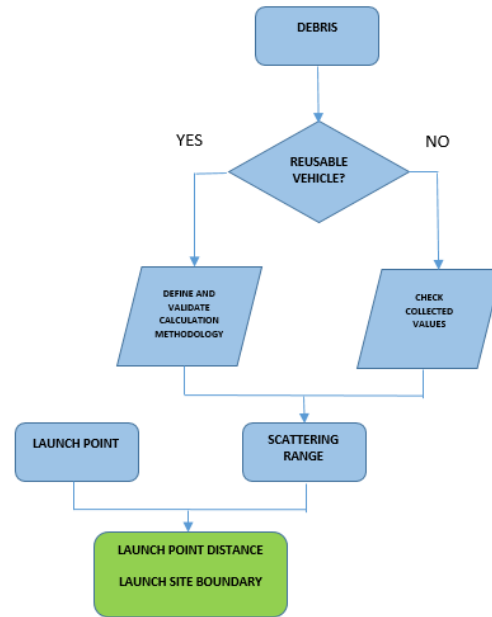 DEBRIS
YES
NO
REUSABLE
VEHICLE?
DEFINE AND
VALIDATE
CALCULATION
METHODOLOGY
CHECK
COLLECTED
VALUES
LAUNCH POINT
SCATTERING
RANGE
LAUNCH POINT DISTANCE
LAUNCH SITE BOUNDARY